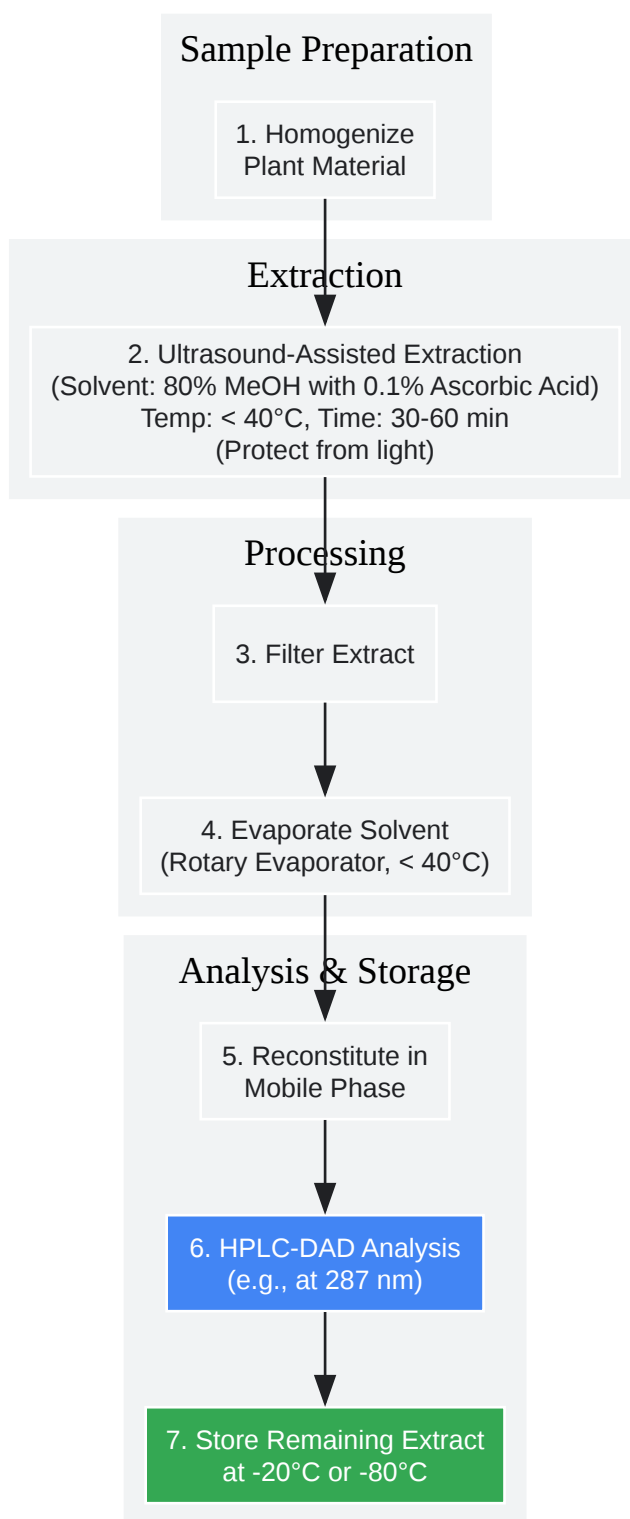 Sample Preparation
1. Homogenize
Plant Material
Extraction
2. Ultrasound-Assisted Extraction
(Solvent: 80% MeOH with 0.1% Ascorbic Acid)
Temp: < 40°C, Time: 30-60 min
(Protect from light)
Processing
3. Filter Extract
4. Evaporate Solvent
(Rotary Evaporator, < 40°C)
Analysis & Storage
5. Reconstitute in
Mobile Phase
6. HPLC-DAD Analysis
(e.g., at 287 nm)
7. Store Remaining Extract
at -20°C or -80°C